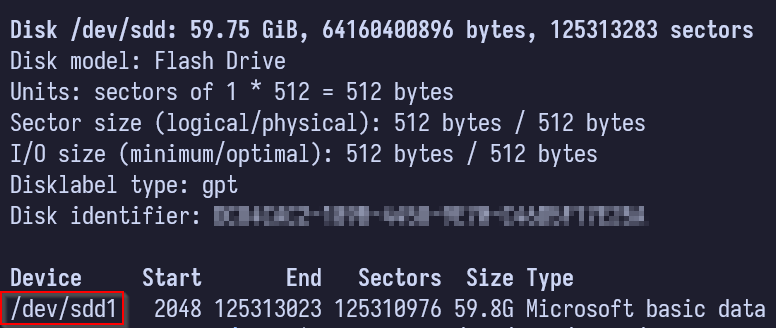 Disk /dev/sdd: 59.75 GiB, 64160400896 bytes, 125313283 sectors
Disk model: Flash Drive
Units: sectors of 1 * 512 = 512 bytes
Sector size (logical/physical): 512 bytes / 512 bytes
I/O size (minimum/optimal): 512 bytes / 512 bytes
Disklabel type: gpt
Disk identifier:
Device Start End Sectors Size Type
/dev/sdd1 2048 125313023 125310976 59.8G Microsoft basic data